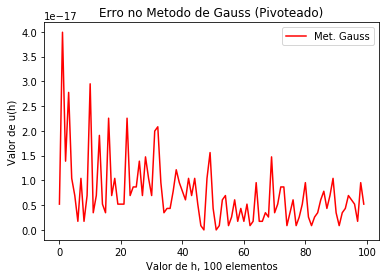 Erro no Metodo de Gauss (Pivoteado)
1e−17
Met. Gauss
Valor de u(h)
4.0
3.5
3.0
2.5
2.0
1.5
1.0
0.5
0.0
0 20 40 60 80 100
Valor de h, 100 elementos